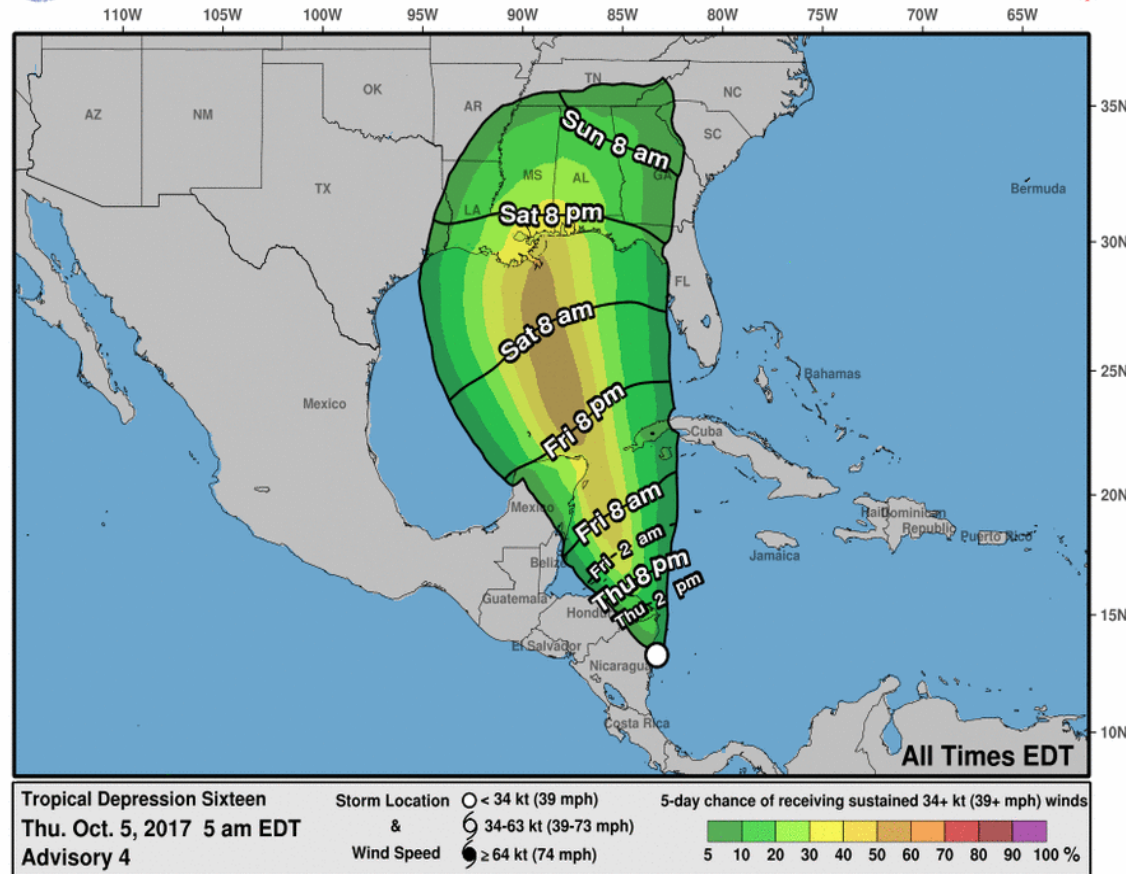 110W 105W 100W 95W 90W 85W 80W 75W 70W 65W
TN
OK
AR
NC
35N
AZ
NM
Sun 8 am
SC
MS
AL
GA
TX
Bermuda
LA
Sat 8 pm
30N
FL
Sat 8 am
25N
Bahamas
Mexico
Fri 8 pm
Cuba
20N
Mexico
Fri 8 am
Dominican
Republic
Puerto Rico
Fri 2 am
Jamaica
Belize
Thu 8 pm
Thu 2 pm
Guatemala
15N
El Salvador
Nicaragua
Costa Rica
10N
All Times EDT
Tropical Depression Sixteen
Thu. Oct. 5, 2017 5 am EDT
Advisory 4
Storm Location
&
Wind Speed
< 34 kt (39 mph)
34-63 kt (39-73 mph)
≥ 64 kt (74 mph)
5-day chance of receiving sustained 34+ kt (39+ mph) winds
5 10 20 30 40 50 60 70 80 90 100 %